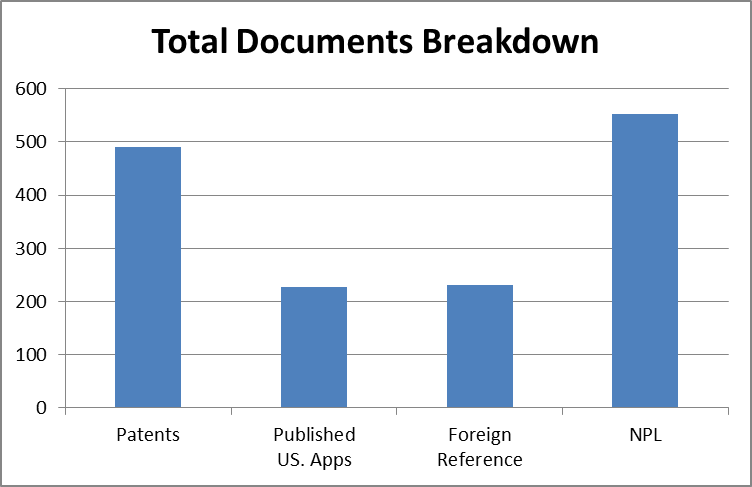 Total Documents Breakdown
600
500
400
300
200
100
0
Patents
Published
US. Apps
Foreign
Reference
NPL